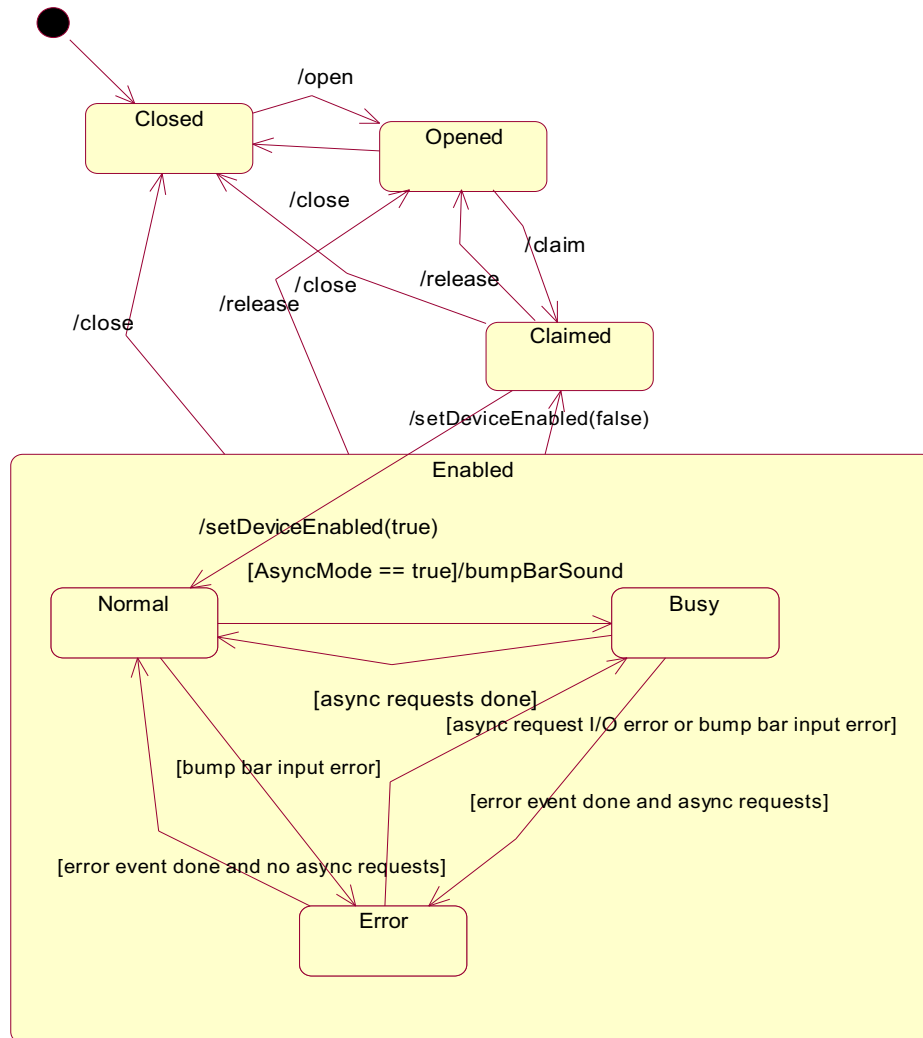 /open
Closed
Opened
/close
/claim
/close
/release
/release
/close
Claimed
/setDeviceEnabled(false)
Enabled
/setDeviceEnabled(true)
[AsyncMode == true]/bumpBarSound
Normal
Busy
[async requests done]
[async request I/O error or bump bar input error]
[bump bar input error]
[error event done and async requests]
[error event done and no async requests]
Error